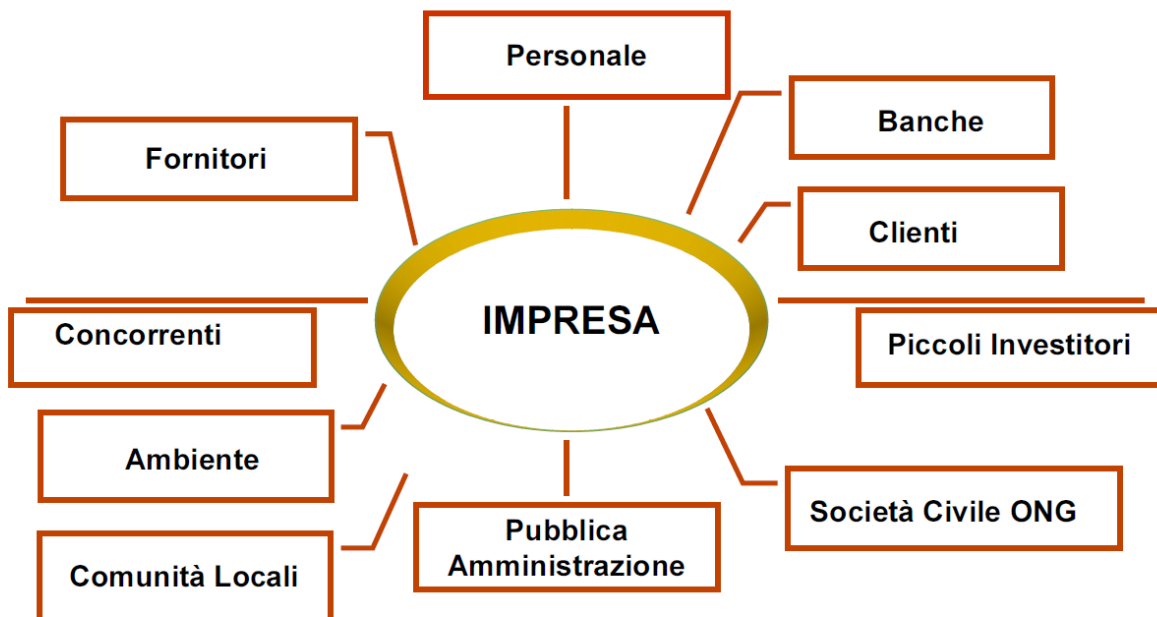 Personale
Banche
Fornitori
Clienti
IMPRESA
Concorrenti
Piccoli Investitori
Ambiente
Società Civile ONG
Pubblica
Amministrazione
Comunità Locali